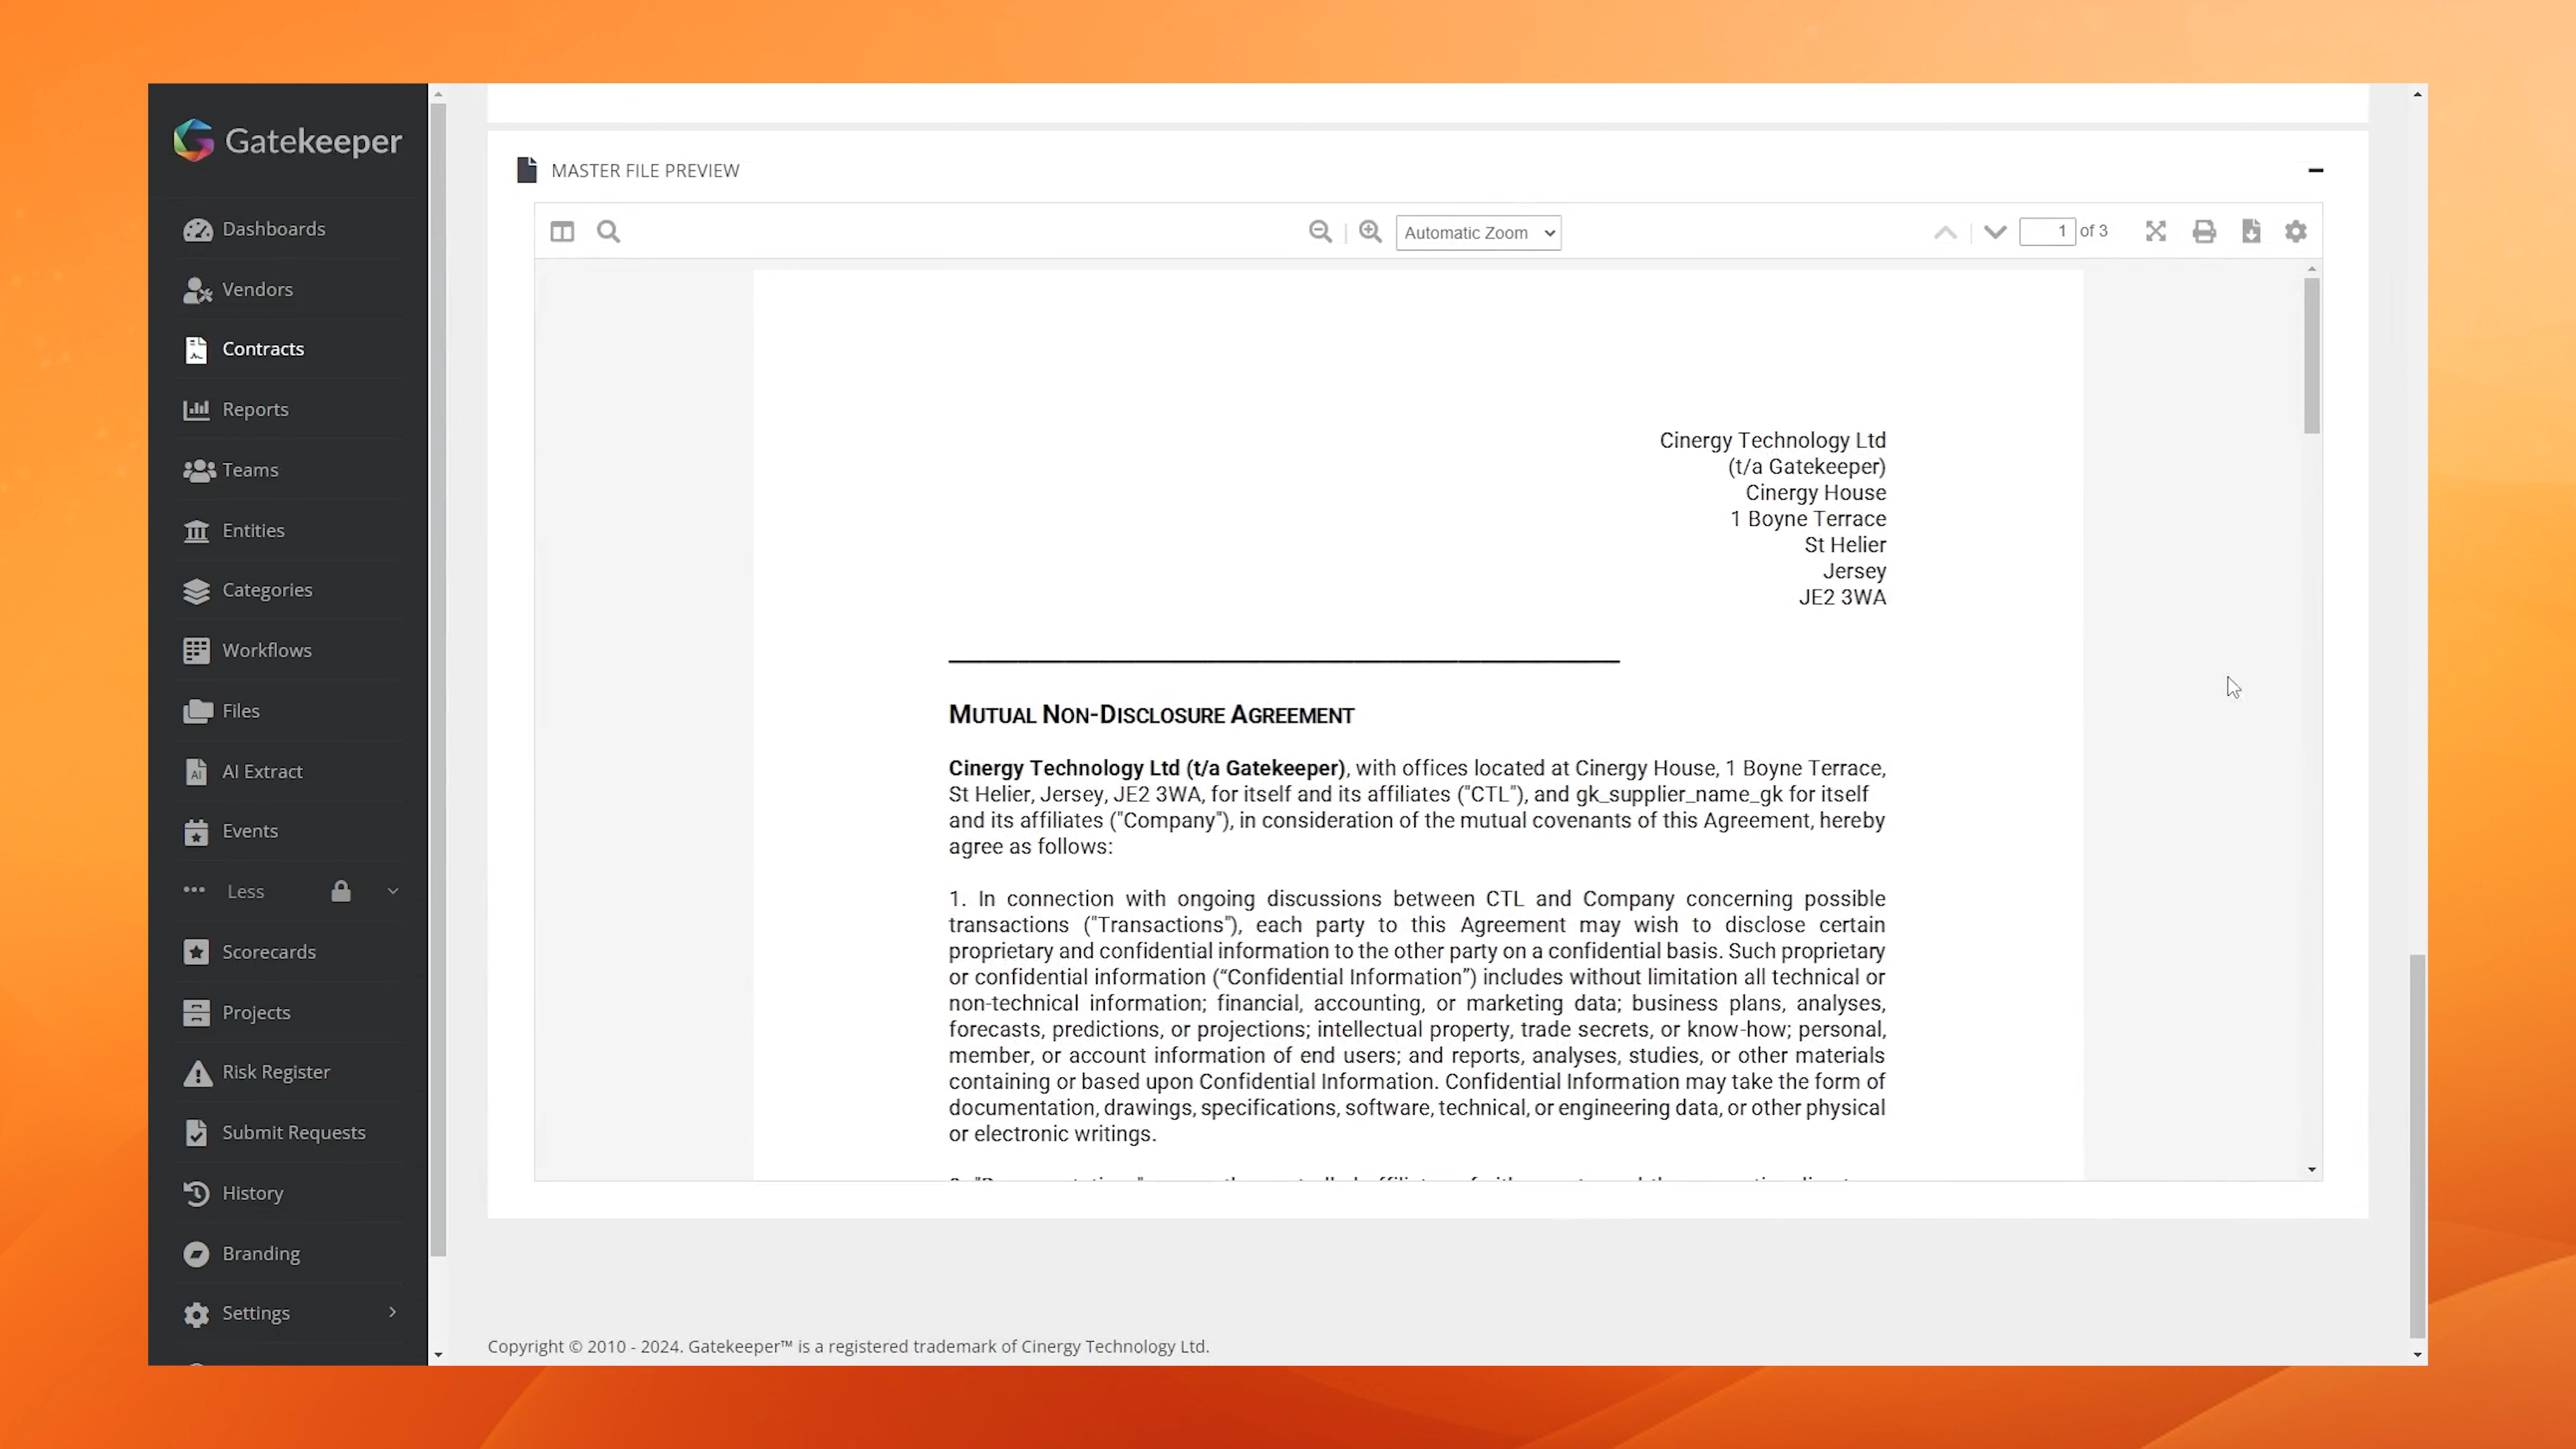 Gatekeeper
Dashboards
Vendors
Contracts
Reports
Teams
Entities
Categories
Workflows
Files
AI Extract
Events
Less
Scorecards
Projects
Risk Register
Submit Requests
History
Branding
Settings
MASTER FILE PREVIEW
Automatic Zoom
1 of 3
Cinergy Technology Ltd
(t/a Gatekeeper)
Cinergy House
1 Boyne Terrace
St Helier
Jersey
JE2 3WA
MUTUAL NON-DISCLOSURE AGREEMENT
Cinergy Technology Ltd (t/a Gatekeeper), with offices located at Cinergy House, 1 Boyne Terrace,
St Helier, Jersey, JE2 3WA, for itself and its affiliates ("CTL"), and gk_supplier_name_gk for itself
and its affiliates ("Company"), in consideration of the mutual covenants of this Agreement, hereby
agree as follows:
1. In connection with ongoing discussions between CTL and Company concerning possible
transactions ("Transactions"), each party to this Agreement may wish to disclose certain
proprietary and confidential information to the other party on a confidential basis. Such proprietary
or confidential information (“Confidential Information”) includes without limitation all technical or
non-technical information; financial, accounting, or marketing data; business plans, analyses,
forecasts, predictions, or projections; intellectual property, trade secrets, or know-how; personal,
member, or account information of end users; and reports, analyses, studies, or other materials
containing or based upon Confidential Information. Confidential Information may take the form of
documentation, drawings, specifications, software, technical, or engineering data, or other physical
or electronic writings.
Copyright © 2010 - 2024. Gatekeeper™ is a registered trademark of Cinergy Technology Ltd.